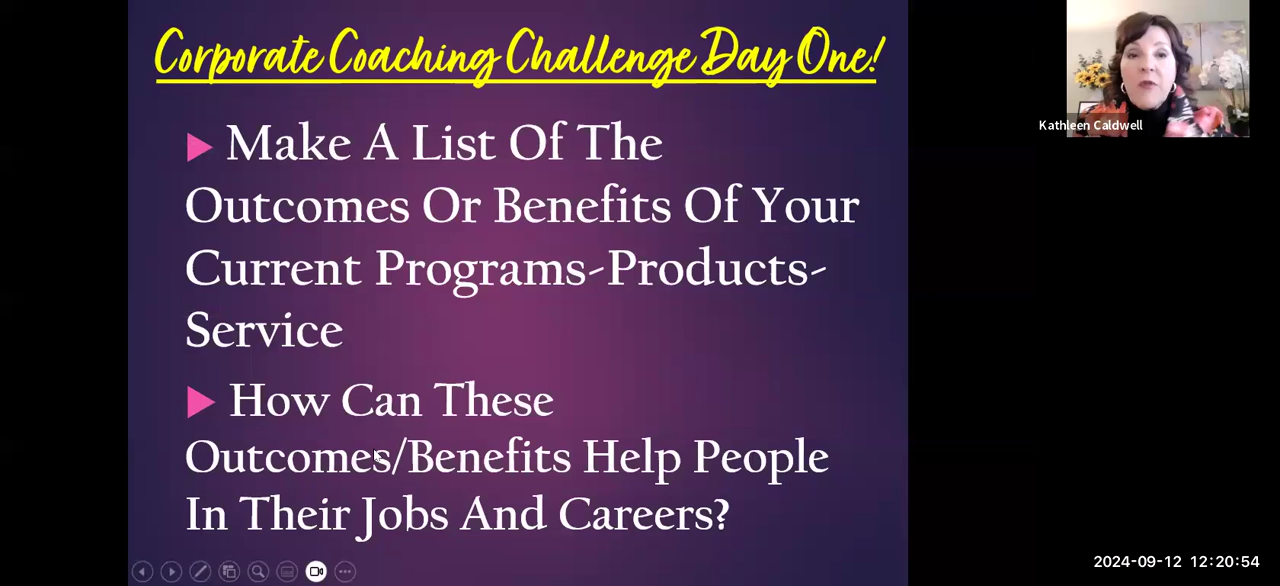 Corporate Coaching Challenge Day One!
Make A List Of The
Outcomes Or Benefits Of Your
Current Programs-Products-
Service
How Can These
Outcomes/Benefits Help People
In Their Jobs And Careers?
Kathleen Caldwell
2024-09-12 12:20:54